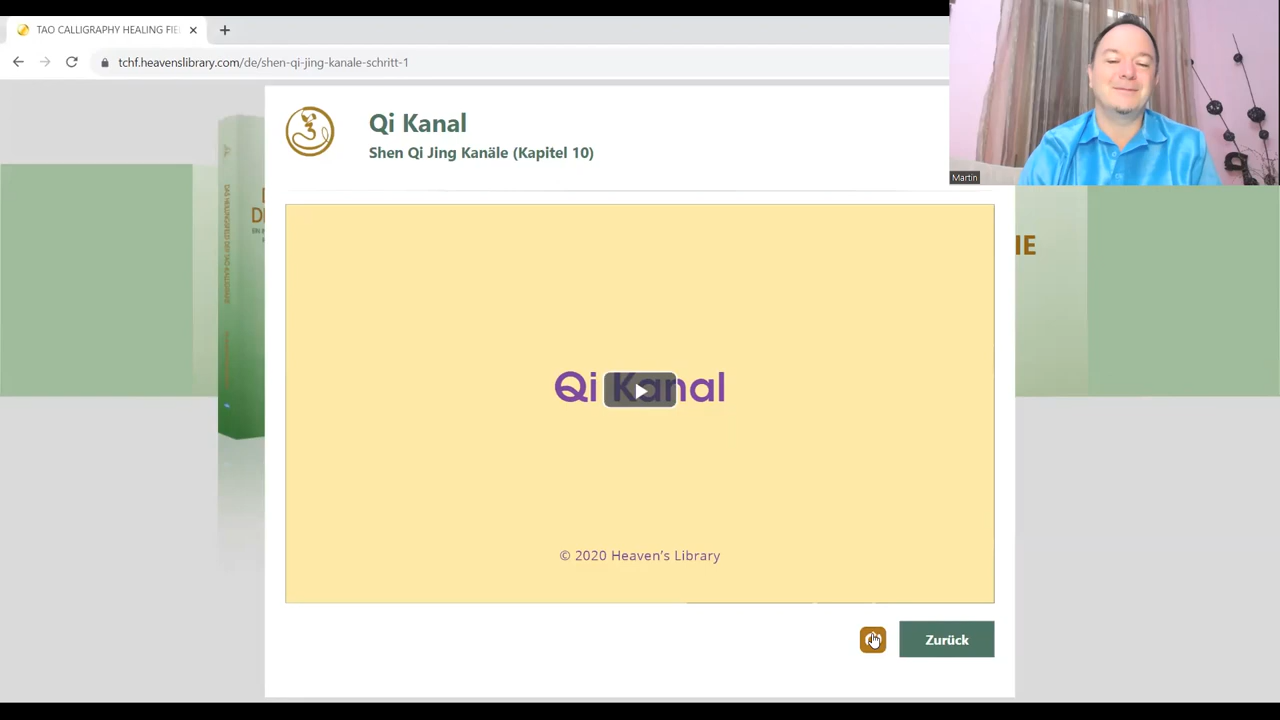 TAO CALLIGRAPHY HEALING FIE
tchf.heavenslibrary.com/de/shen-qi-jing-kanale-schritt-1
Martin
Qi Kanal
Shen Qi Jing Kanäle (Kapitel 10)
IE
Qi Kanal
© 2020 Heaven's Library
Zurück